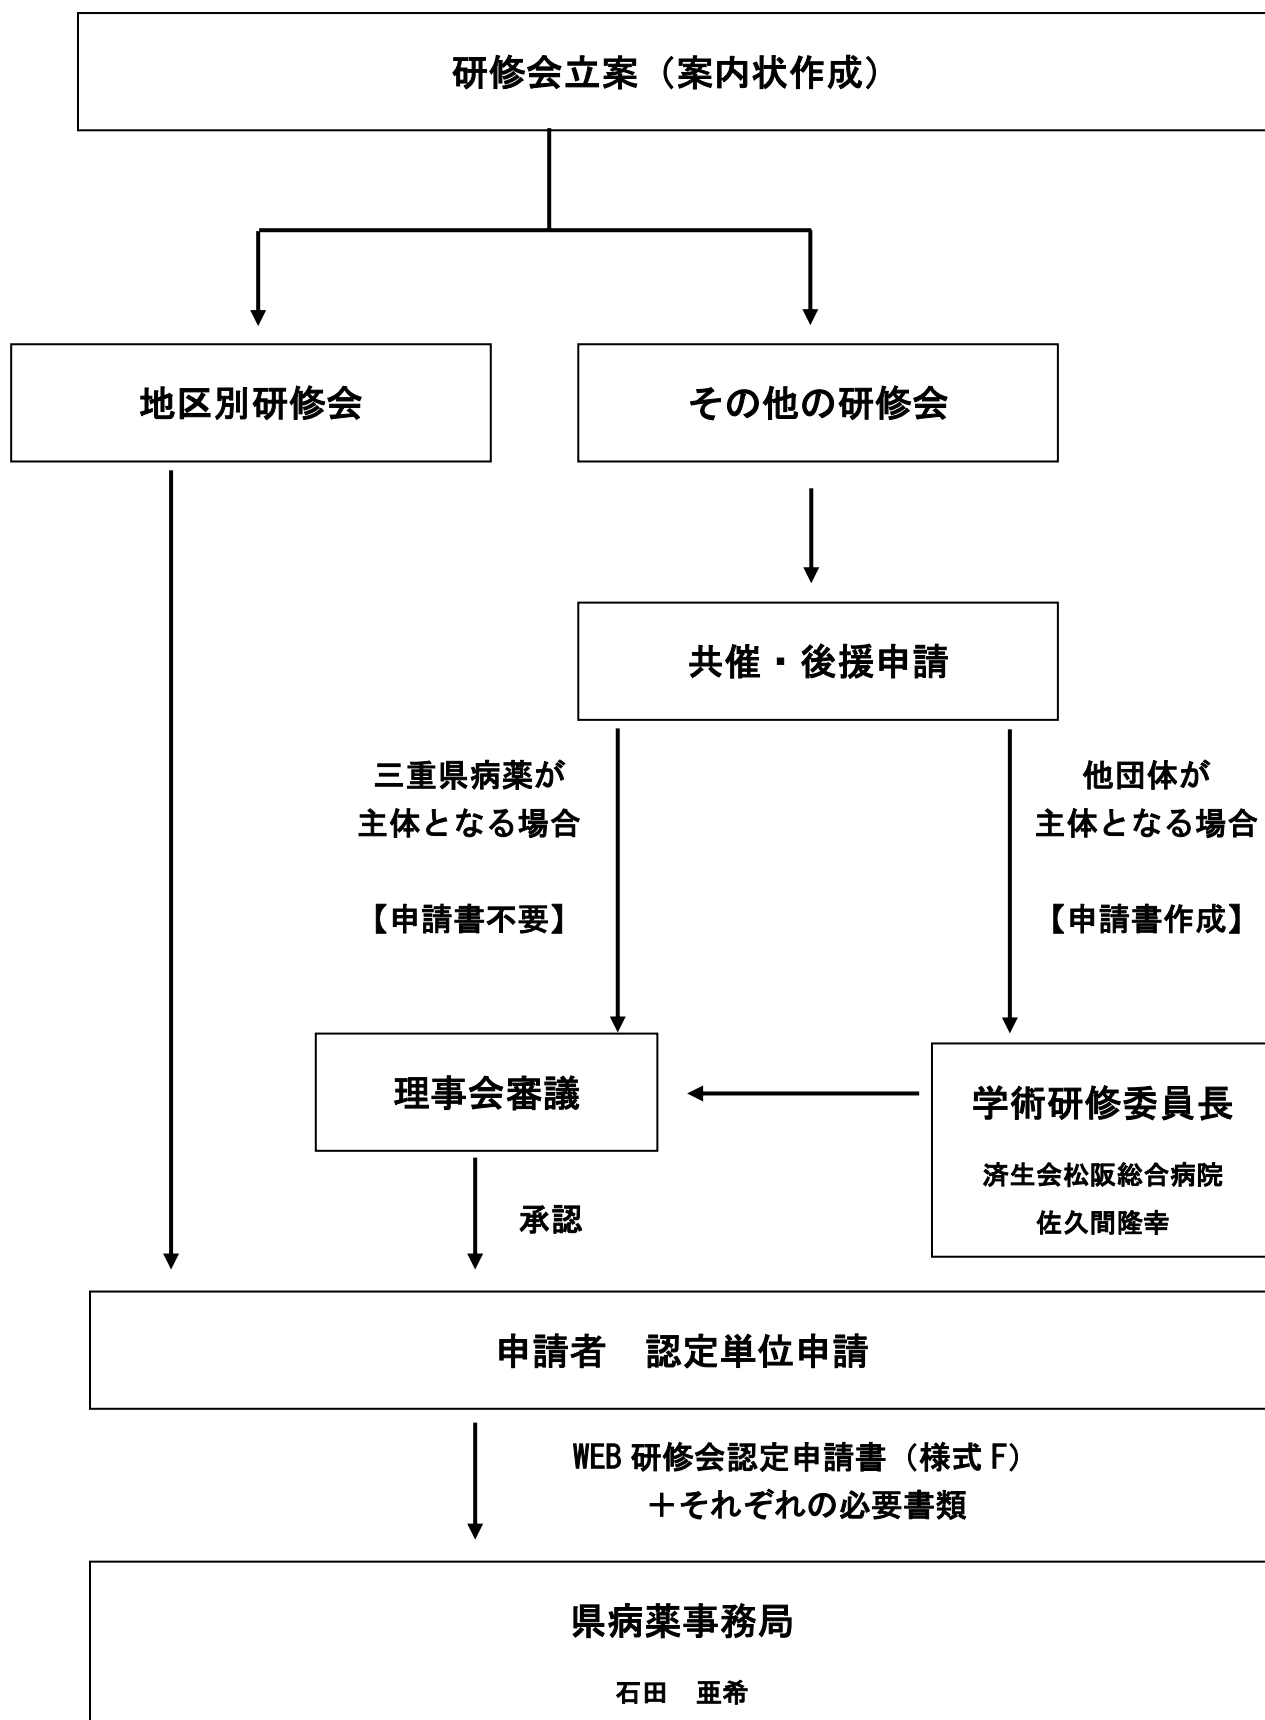 研修会立案（案内状作成）
地区別研修会
その他の研修会
共催・後援申請
三重県病薬が
主体となる場合
【申請書不要】
他団体が
主体となる場合
【申請書作成】
理事会審議
学術研修委員長
済生会松阪総合病院
佐久間隆幸
承認
申請者　認定単位申請
WEB 研修会認定申請書（様式 F）
＋それぞれの必要書類
県病薬事務局
石田　亜希